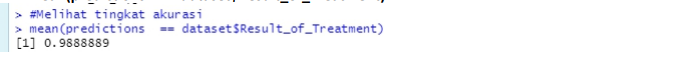 > #Melihat tingkat akurasi
> mean(predictions  == dataset$Result_of_Treatment)
[1] 0.9888889